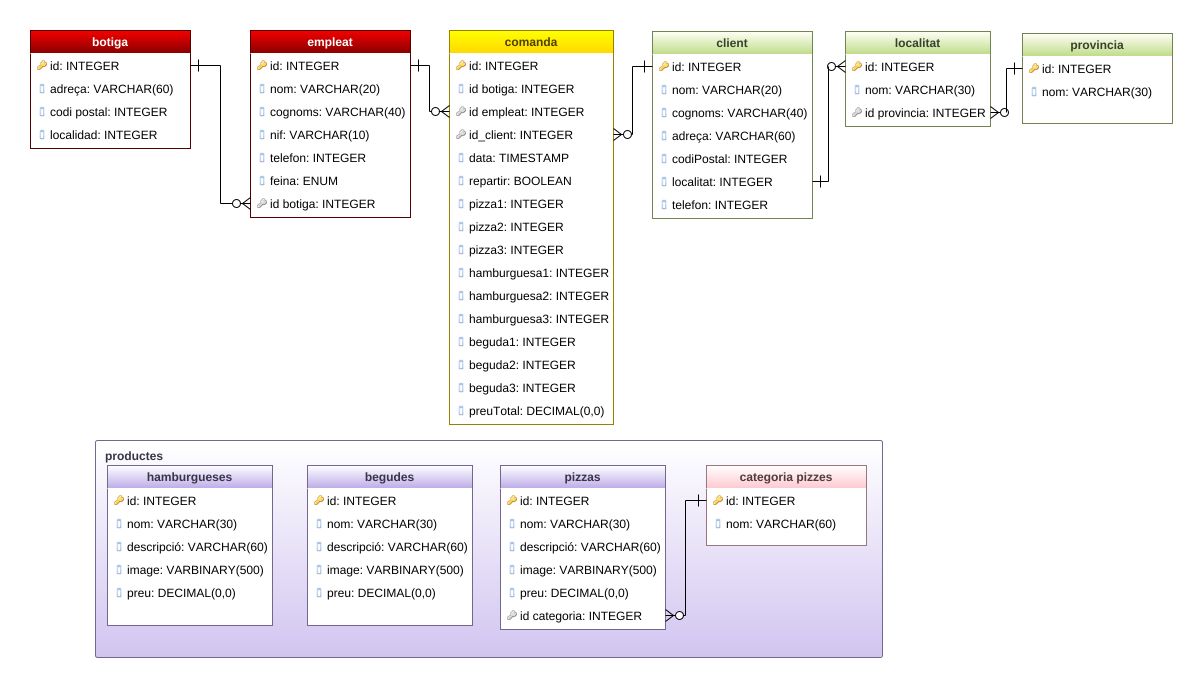 botiga
id: INTEGER
adreça: VARCHAR(60)
codi postal: INTEGER
localidad: INTEGER
empleat
id: INTEGER
nom: VARCHAR(20)
cognoms: VARCHAR(40)
nif: VARCHAR(10)
telefon: INTEGER
feina: ENUM
id botiga: INTEGER
comanda
id: INTEGER
id botiga: INTEGER
id empleat: INTEGER
id_client: INTEGER
data: TIMESTAMP
repartir: BOOLEAN
pizza1: INTEGER
pizza2: INTEGER
pizza3: INTEGER
hamburguesa1: INTEGER
hamburguesa2: INTEGER
hamburguesa3: INTEGER
beguda1: INTEGER
beguda2: INTEGER
beguda3: INTEGER
preuTotal: DECIMAL(0,0)
client
id: INTEGER
nom: VARCHAR(20)
cognoms: VARCHAR(40)
adreça: VARCHAR(60)
codiPostal: INTEGER
localitat: INTEGER
telefon: INTEGER
localitat
id: INTEGER
nom: VARCHAR(30)
id provincia: INTEGER
provincia
id: INTEGER
nom: VARCHAR(30)
productes
hamburgueses
id: INTEGER
nom: VARCHAR(30)
descripció: VARCHAR(60)
image: VARBINARY(500)
preu: DECIMAL(0,0)
begudes
id: INTEGER
nom: VARCHAR(30)
descripció: VARCHAR(60)
image: VARBINARY(500)
preu: DECIMAL(0,0)
pizzas
id: INTEGER
nom: VARCHAR(30)
descripció: VARCHAR(60)
image: VARBINARY(500)
preu: DECIMAL(0,0)
id categoria: INTEGER
categoria pizzes
id: INTEGER
nom: VARCHAR(60)